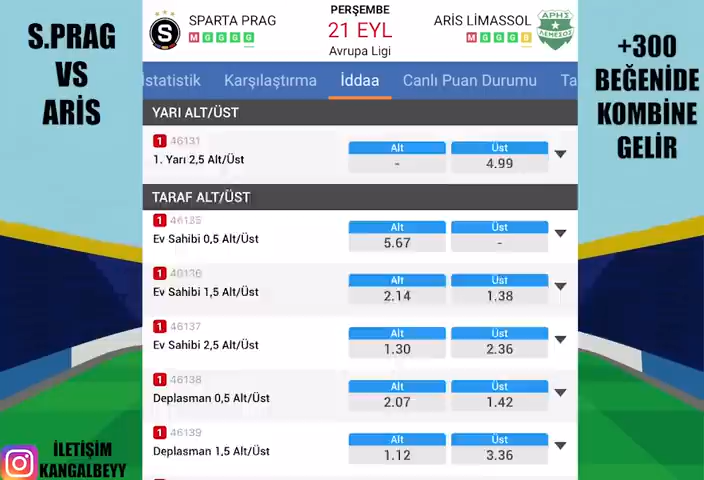 S.PRAG
VS
ARİS
SPARTA PRAG
M G G G G
PERŞEMBE
21 EYL
Avrupa Ligi
ARİS LİMASSOL
M G G G B
ΑΡΗΣ
ΛΕΜΕΣΟΣ
+300
BEĞENİDE
KOMBİNE
GELİR
istatistik Karşılaştırma İddaa Canlı Puan Durumu Ta
YARI ALT/ÜST
1 46131
1. Yarı 2,5 Alt/Üst
Alt Üst
- 4.99
TARAF ALT/ÜST
1 46135
Ev Sahibi 0,5 Alt/Üst
Alt Üst
5.67 -
1 46136
Ev Sahibi 1,5 Alt/Üst
Alt Üst
2.14 1.38
1 46137
Ev Sahibi 2,5 Alt/Üst
Alt Üst
1.30 2.36
1 46138
Deplasman 0,5 Alt/Üst
Alt Üst
2.07 1.42
1 46139
Deplasman 1,5 Alt/Üst
Alt Üst
1.12 3.36
İLETİŞİM
KANGALBEYY